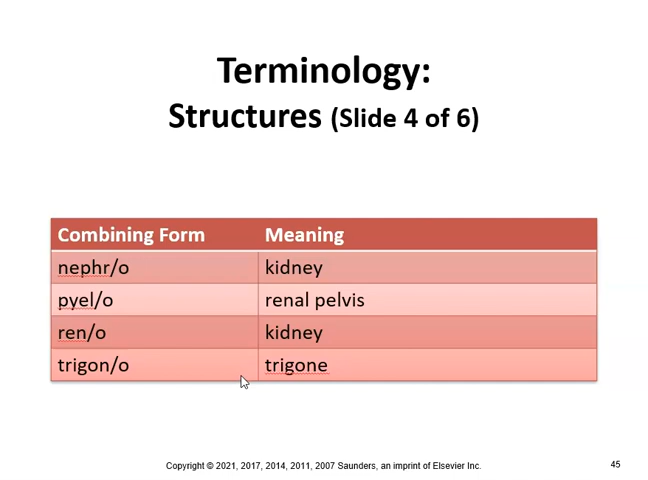 Terminology:
Structures (Slide 4 of 6)
Combining Form Meaning
nephr/o kidney
pyel/o renal pelvis
ren/o kidney
trigon/o trigone
Copyright © 2021, 2017, 2014, 2011, 2007 Saunders, an imprint of Elsevier Inc. 45